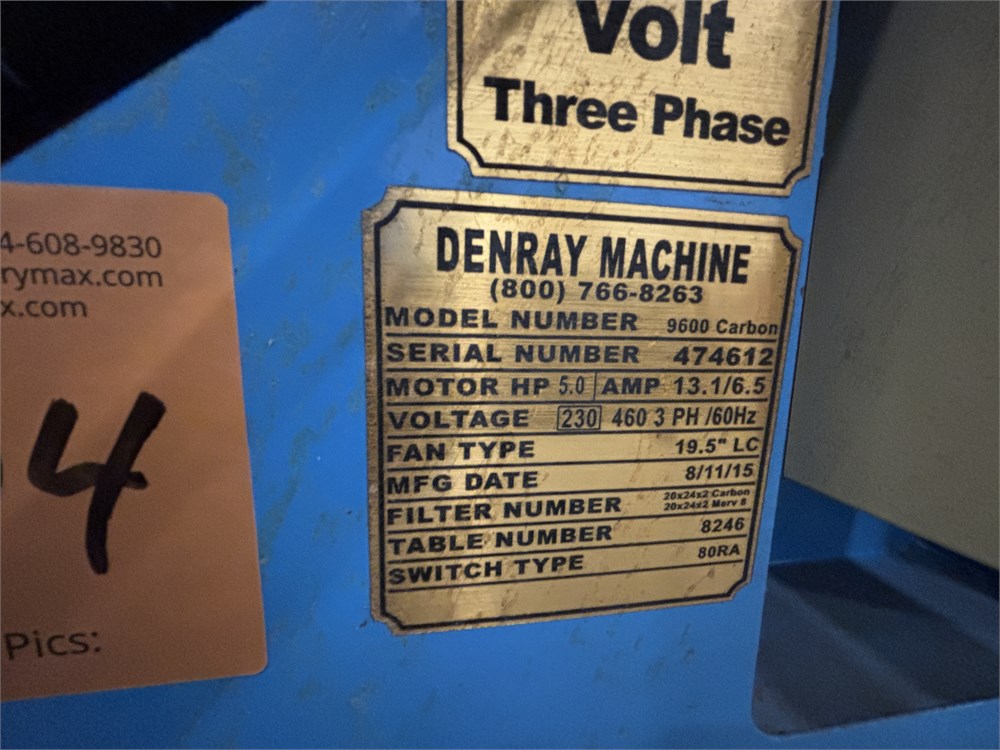 Volt
Three Phase
4-608-9830
rymax.com
x.com
4
Pics:
DENRAY MACHINE
(800) 766-8263
MODEL NUMBER 9600 Carbon
SERIAL NUMBER 474612
MOTOR HP 5.0 AMP 13.1/6.5
VOLTAGE 230 460 3 PH /60Hz
FAN TYPE 19.5" LC
MFG DATE 8/11/15
FILTER NUMBER 20x24x2 Carbon
20x24x2 Merv 8
TABLE NUMBER 8246
SWITCH TYPE 80RA